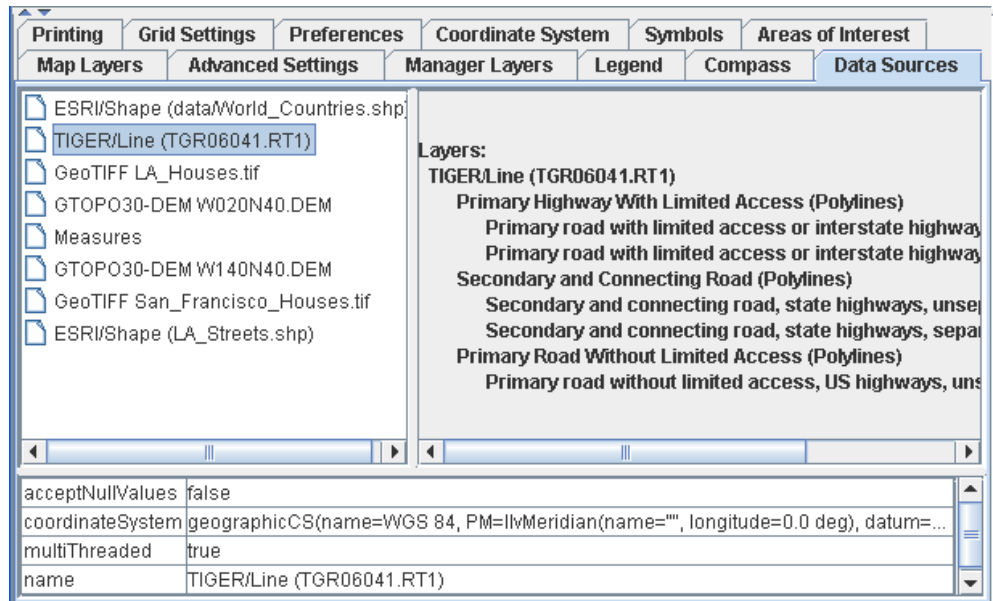 Printing Grid Settings Preferences Coordinate System Symbols Areas of Interest
Map Layers Advanced Settings Manager Layers Legend Compass Data Sources
ESRI/Shape (data/World_Countries.shp)
TIGER/Line (TGR06041.RT1)
GeoTIFF LA_Houses.tif
GTOPO30-DEM W020N40.DEM
Measures
GTOPO30-DEM W140N40.DEM
GeoTIFF San_Francisco_Houses.tif
ESRI/Shape (LA_Streets.shp)
Layers:
TIGER/Line (TGR06041.RT1)
Primary Highway With Limited Access (Polylines)
Primary road with limited access or interstate highway
Primary road with limited access or interstate highway
Secondary and Connecting Road (Polylines)
Secondary and connecting road, state highways, unsep
Secondary and connecting road, state highways, separ
Primary Road Without Limited Access (Polylines)
Primary road without limited access, US highways, uns
acceptNullValues false
coordinateSystem geographicCS(name=WGS 84, PM=IlvMeridian(name="", longitude=0.0 deg), datum=...
multiThreaded true
name TIGER/Line (TGR06041.RT1)